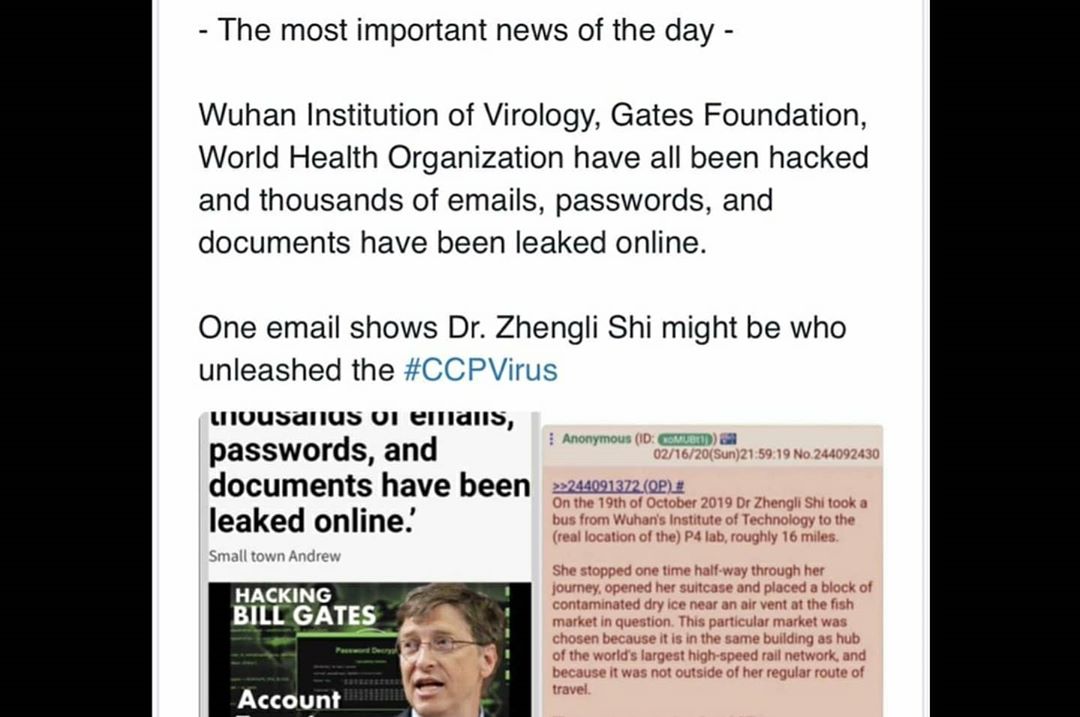 - The most important news of the day -
Wuhan Institution of Virology, Gates Foundation,
World Health Organization have all been hacked
and thousands of emails, passwords, and
documents have been leaked online.
One email shows Dr. Zhengli Shi might be who
unleashed the #CCPVirus
thousands of emails,
passwords, and
documents have been
leaked online.'
Small town Andrew
HACKING
BILL GATES
Password
Account
Anonymous (ID: )
02/16/20(Sun)21:59:19 No.244092430
>>244091372 (OP) #
On the 19th of October 2019 Dr Zhengli Shi took a
bus from Wuhan's Institute of Technology to the
(real location of the) P4 lab, roughly 16 miles.
She stopped one time half-way through her
journey, opened her suitcase and placed a block of
contaminated dry ice near an air vent at the fish
market in question. This particular market was
chosen because it is in the same building as hub
of the world's largest high-speed rail network, and
because it was not outside of her regular route of
travel.